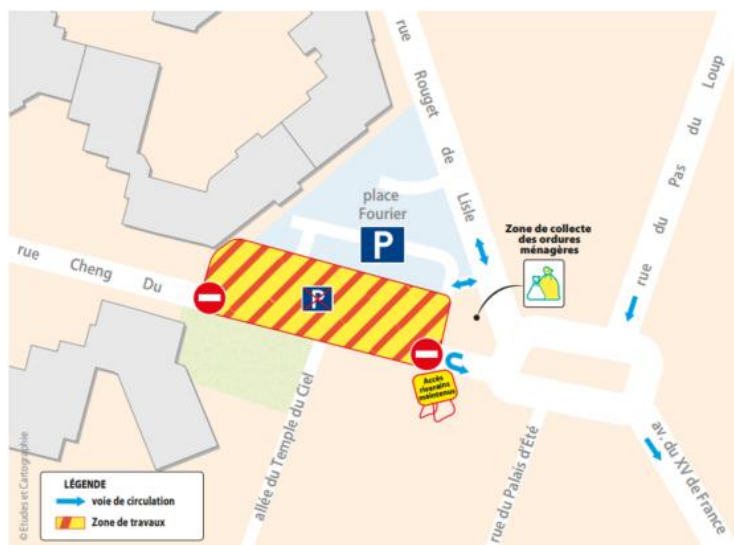 rue Rouget de Lisle
rue du Pas du Loup
place
Fourier
P
Zone de collecte
des ordures
ménagères
rue Cheng Du
P
Accès
riverains
maintenus
allée du Temple du Ciel
rue du Palais d'Été
av. du XV de France
LÉGENDE
voie de circulation
Zone de travaux
© Etudes et Cartographie